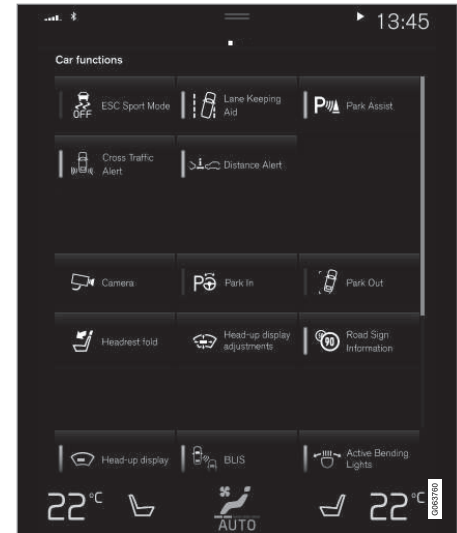 13:45
Car functions
OFF
ESC Sport Mode
Lane Keeping
Aid
P
Park Assist
Cross Traffic
Alert
Distance Alert
Camera
P
Park In
Park Out
Headrest fold
Head-up display
adjustments
90
Road Sign
Information
Head-up display
BLIS
Active Bending
Lights
22°C
AUTO
22°C
G063760